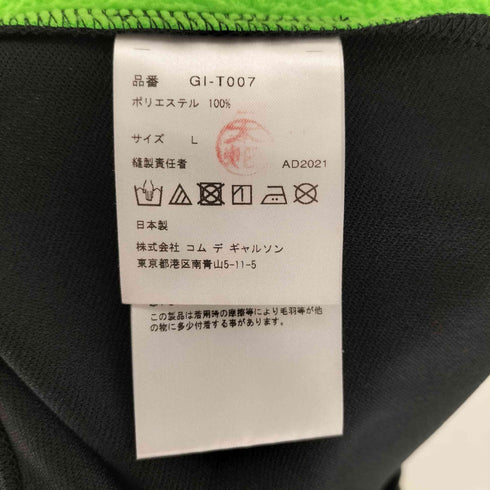 品番 GI-T007
ポリエステル 100%
サイズ L
縫製責任者 AD2021
日本製
株式会社 コム デ ギャルソン
東京都港区南青山5-11-5
この製品は着用時の摩擦等により毛羽等が他
の物に多少付着する事があります。